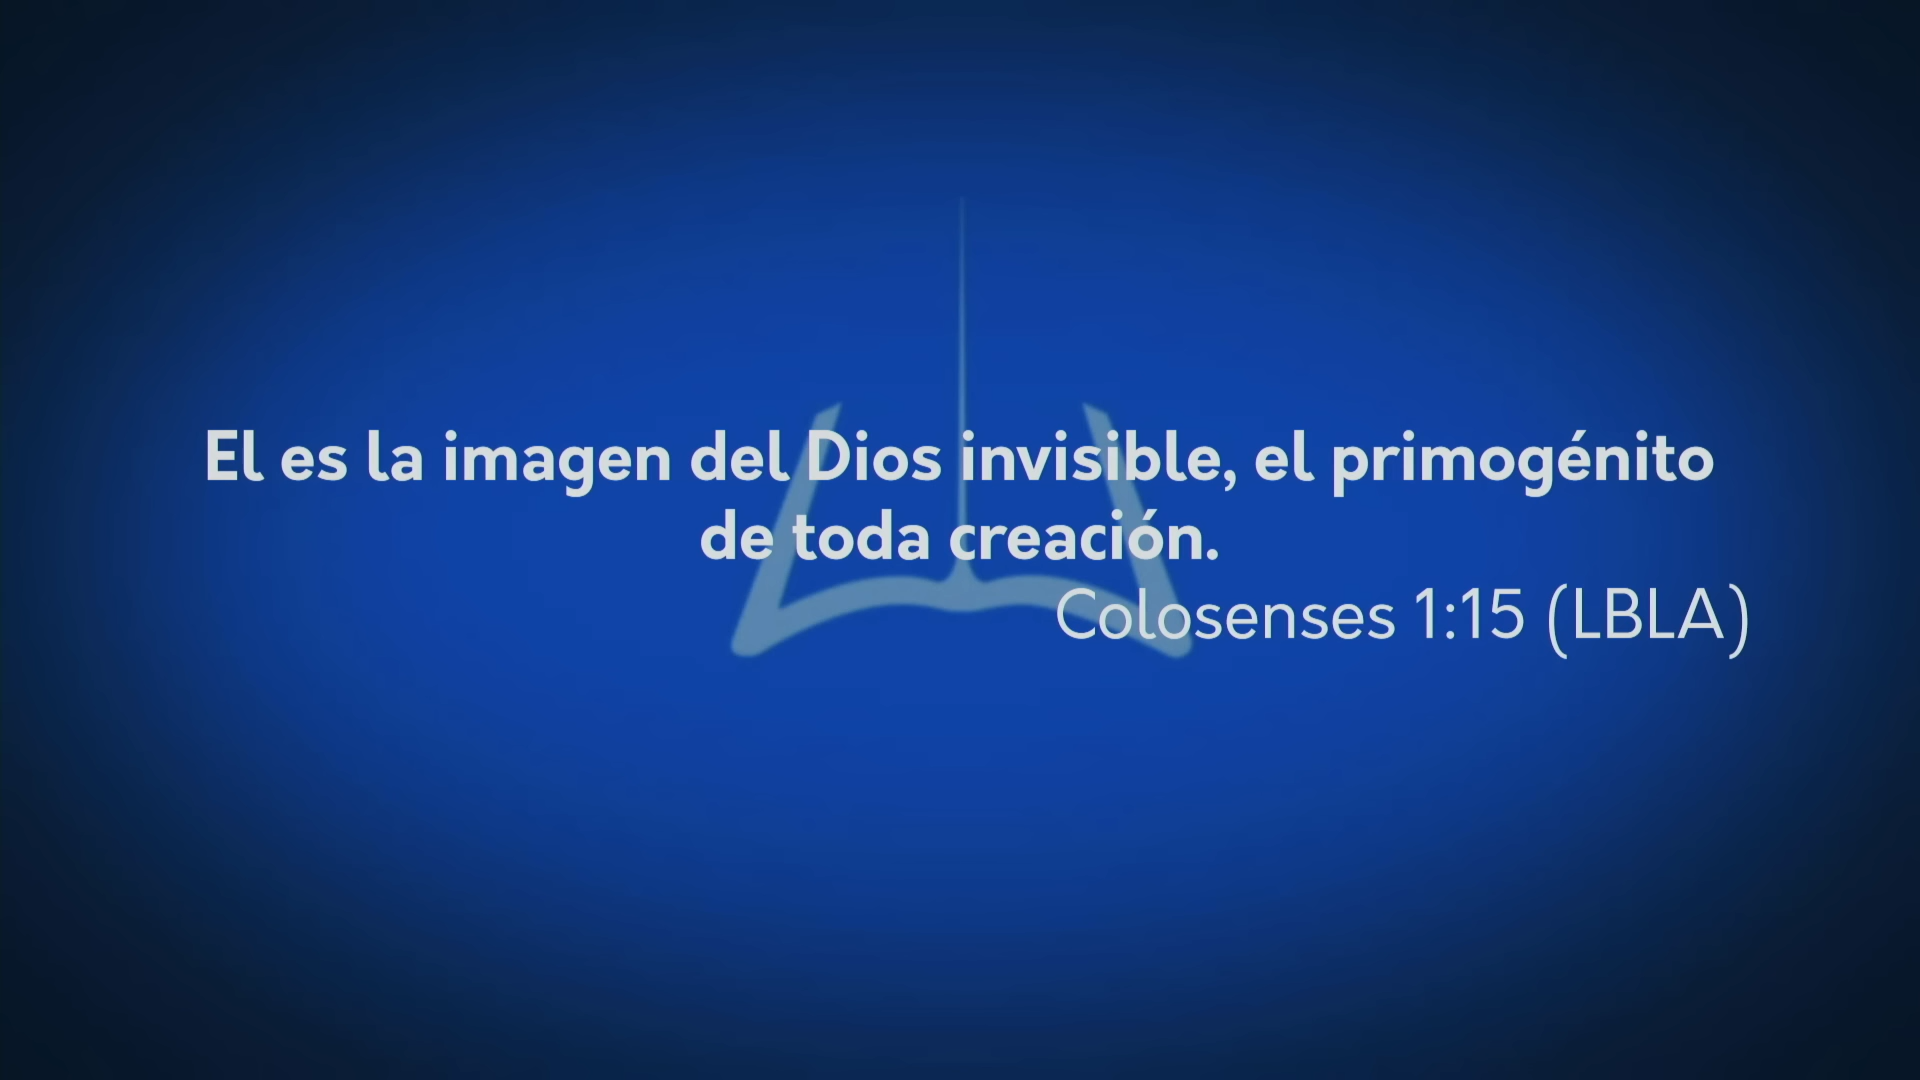 El es la imagen del Dios invisible, el primogénito
de toda creación.
Colosenses 1:15 (LBLA)